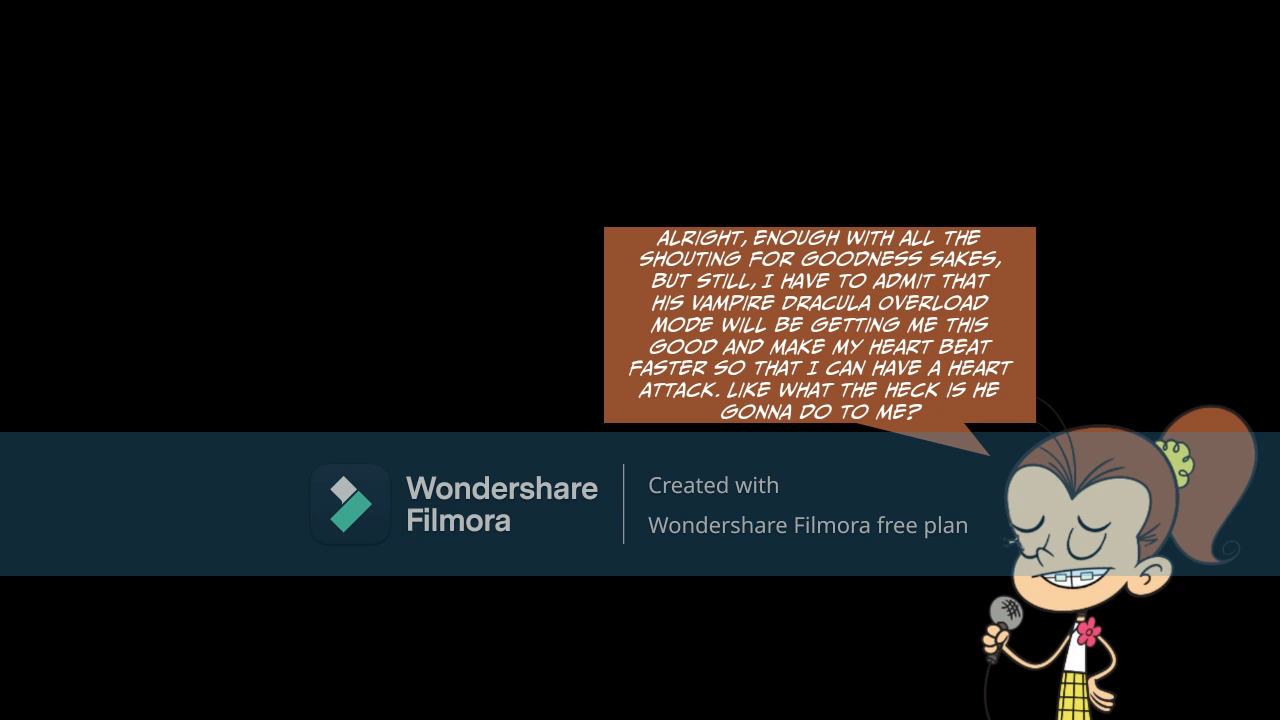 ALRIGHT, ENOUGH WITH ALL THE
SHOUTING FOR GOODNESS SAKES,
BUT STILL, I HAVE TO ADMIT THAT
HIS VAMPIRE DRACULA OVERLOAD
MODE WILL BE GETTING ME THIS
GOOD AND MAKE MY HEART BEAT
FASTER SO THAT I CAN HAVE A HEART
ATTACK. LIKE WHAT THE HECK IS HE
GONNA DO TO ME?
Wondershare
Filmora
Created with
Wondershare Filmora free plan